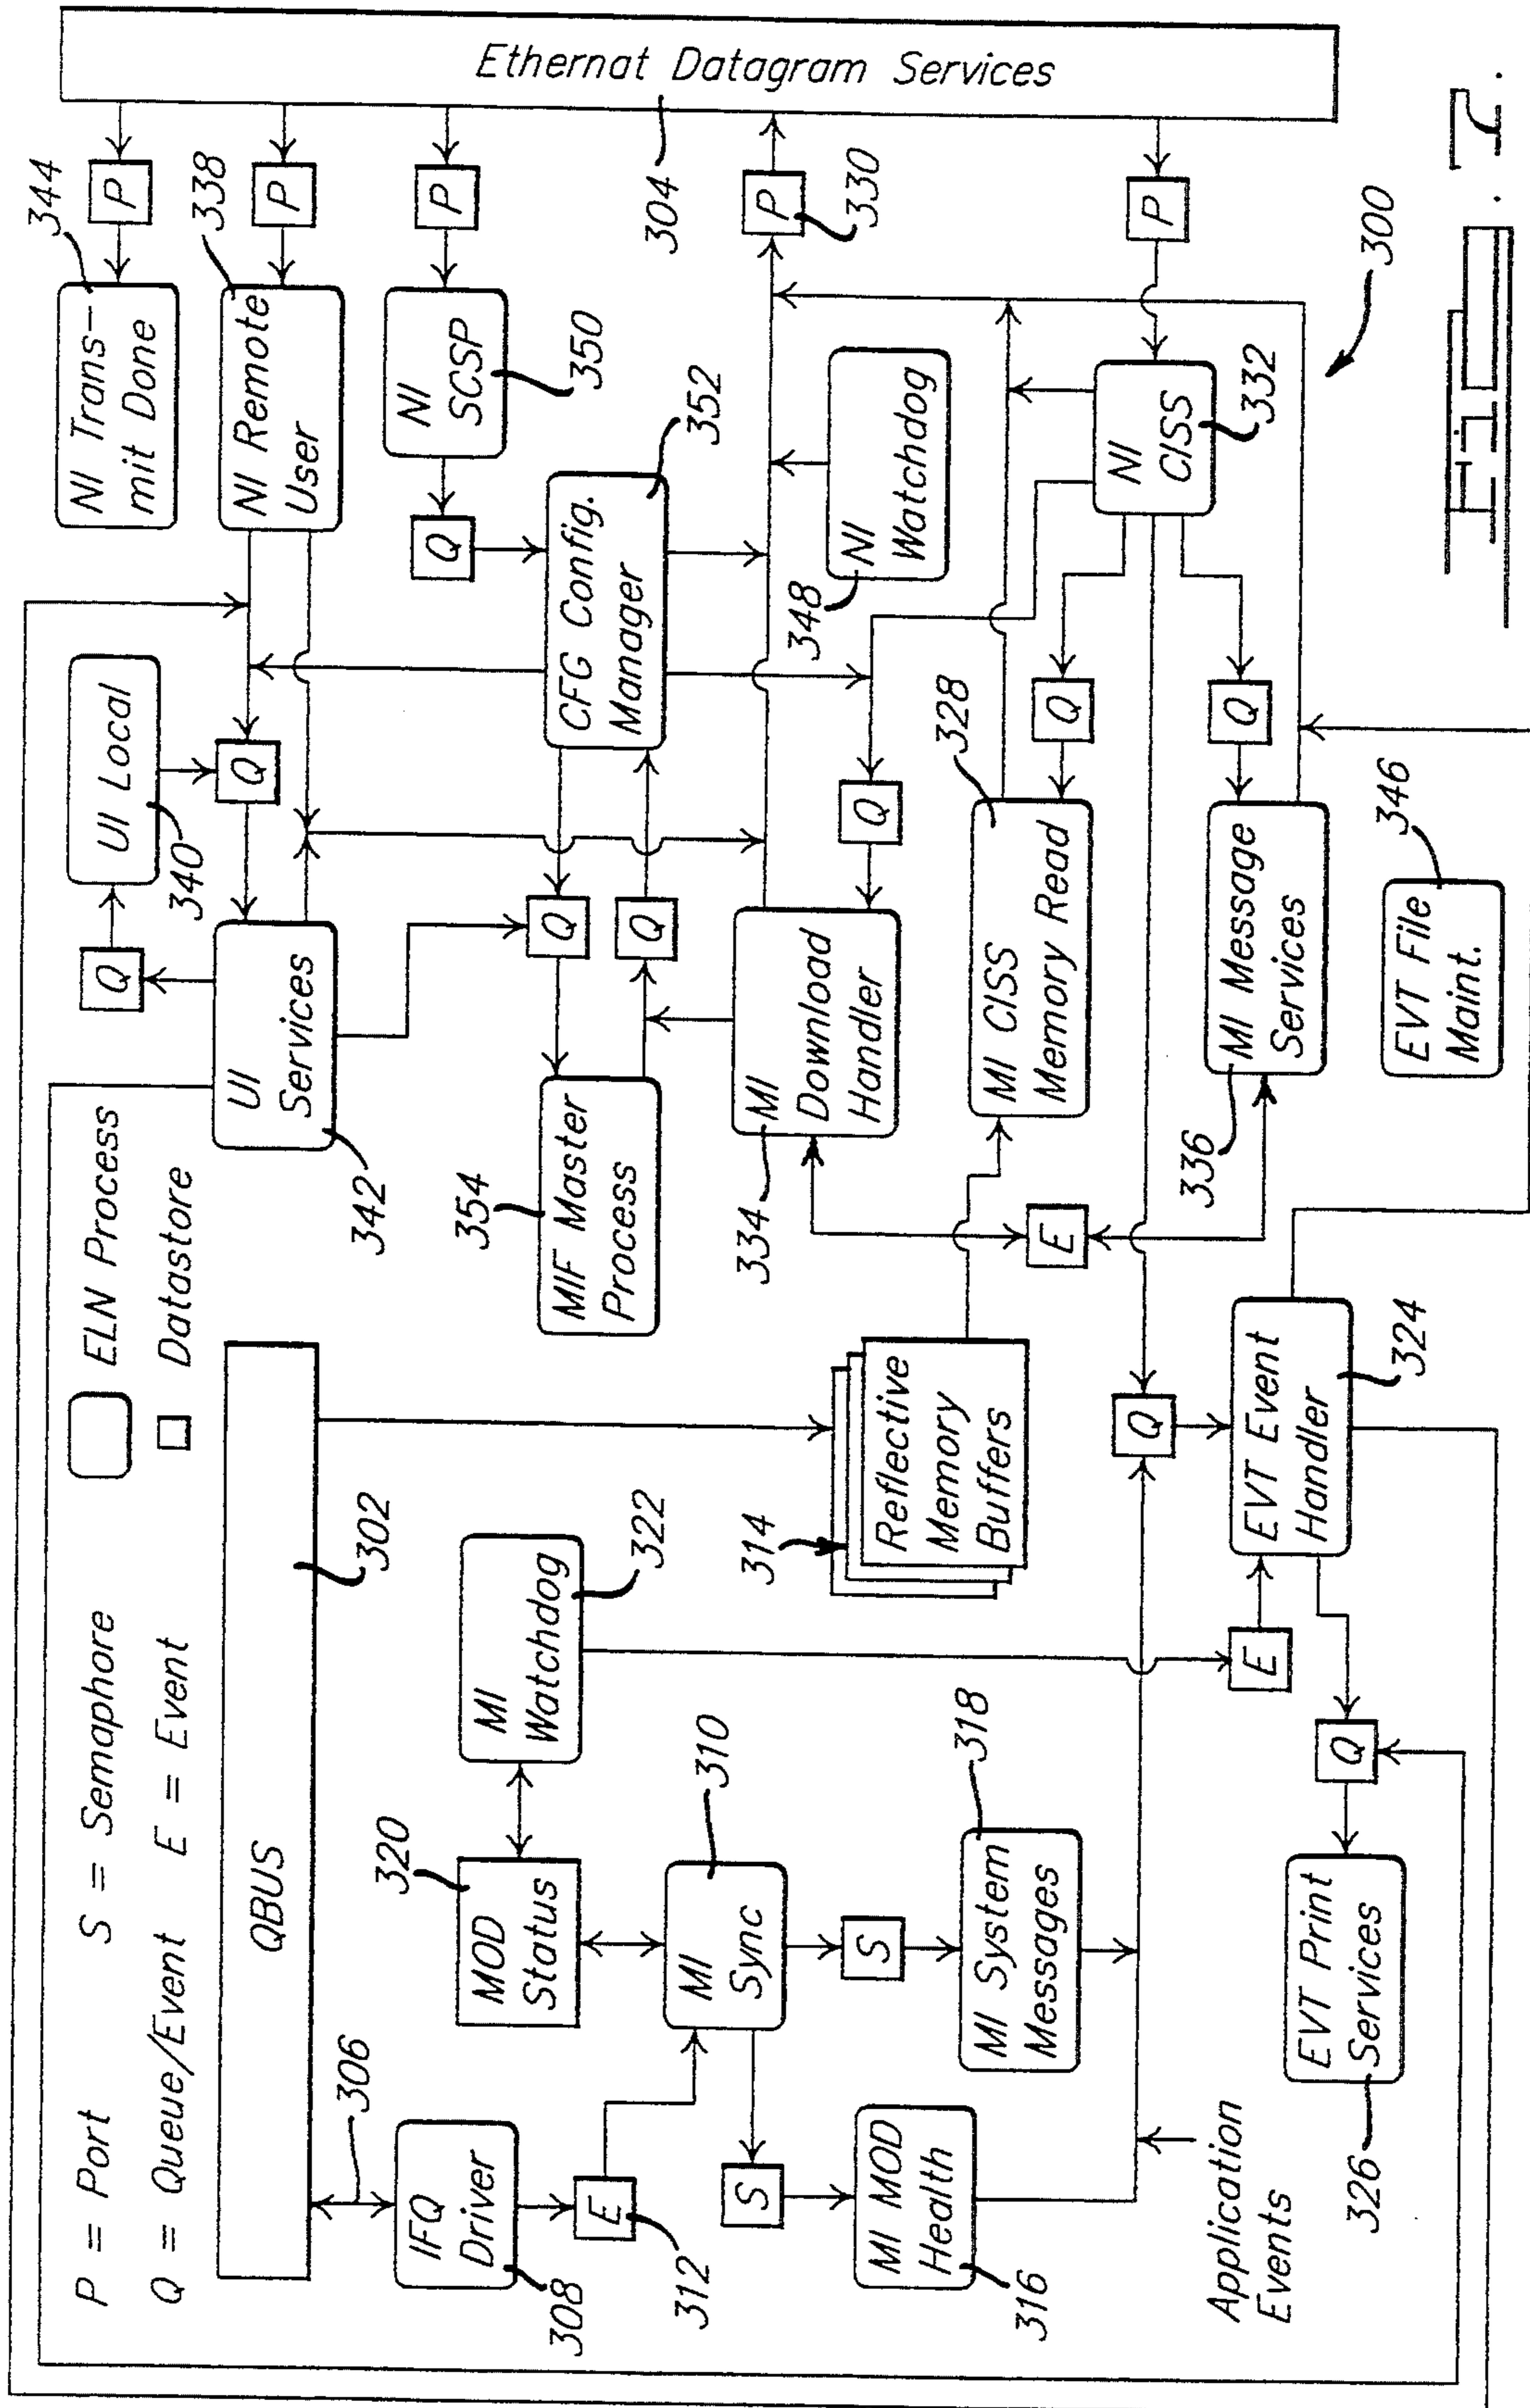 P = Port
S = Semaphore
Q = Queue/Event
E = Event
ELN Process
Datastore
QBUS
302
306
IFQ
Driver
308
E
312
MOD
Status
320
MI
Watchdog
322
MI
Sync
310
S
S
MI MOD
Health
316
MI System
Messages
318
Application
Events
Reflective
Memory
Buffers
314
Q
E
EVT Event
Handler
324
Q
EVT Print
Services
326
UI
Services
342
Q
UI Local
340
Q
MIF Master
Process
354
Q
Q
CFG Config.
Manager
352
Q
NI
SCSP
350
P
NI Trans-
mit Done
344
P
NI Remote
User
338
P
Ethernat Datagram Services
304
P
330
MI
Download
Handler
334
Q
NI
Watchdog
348
MI CISS
Memory Read
328
Q
NI
CISS
332
P
E
MI Message
Services
336
Q
EVT File
Maint.
346
300
Fig. 7.